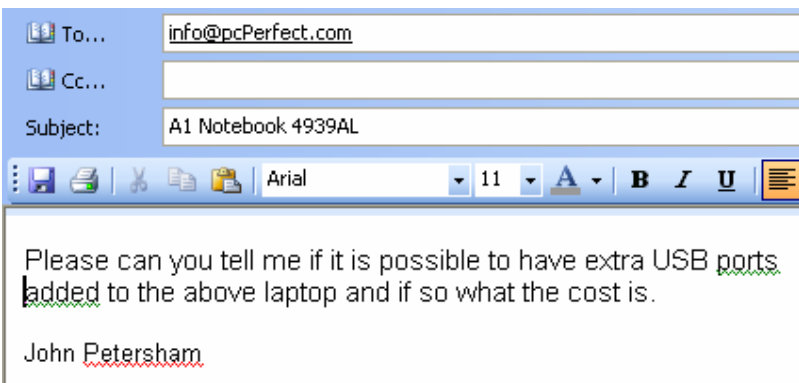 To...
info@pcPerfect.com
Cc...
Subject:
A1 Notebook 4939AL
Arial 11 A B I U
Please can you tell me if it is possible to have extra USB ports
added to the above laptop and if so what the cost is.
John Petersham